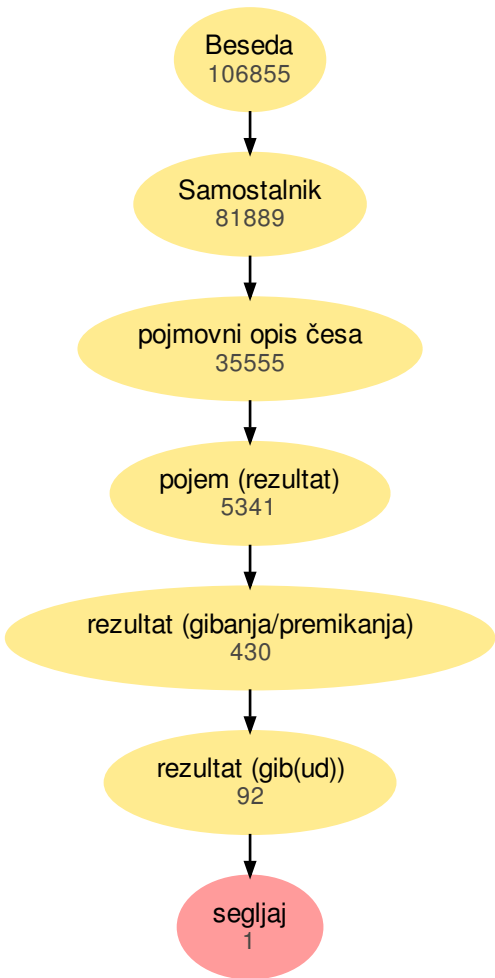 Beseda
106855
Samostalnik
81889
pojmovni opis česa
35555
pojem (rezultat)
5341
rezultat (gibanja/premikanja)
430
rezultat (gib(ud))
92
segljaj
1